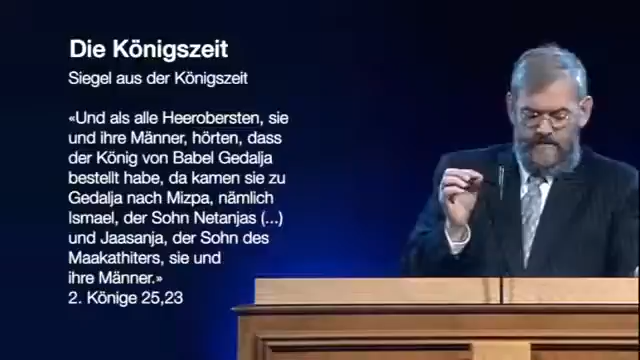 Die Königszeit
Siegel aus der Königszeit
«Und als alle Heerobersten, sie
und ihre Männer, hörten, dass
der König von Babel Gedalja
bestellt habe, da kamen sie zu
Gedalja nach Mizpa, nämlich
Ismael, der Sohn Netanjas (...)
und Jaasanja, der Sohn des
Maakathiters, sie und
ihre Männer.»
2. Könige 25,23